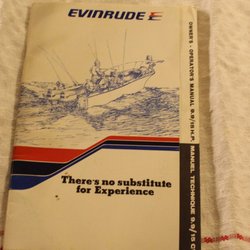 EVINRUDE
There's no substitute
for Experience
OWNER'S - OPERATOR'S MANUAL 9.9/15 H.P. MANUEL TECHNIQUE 9.9/15